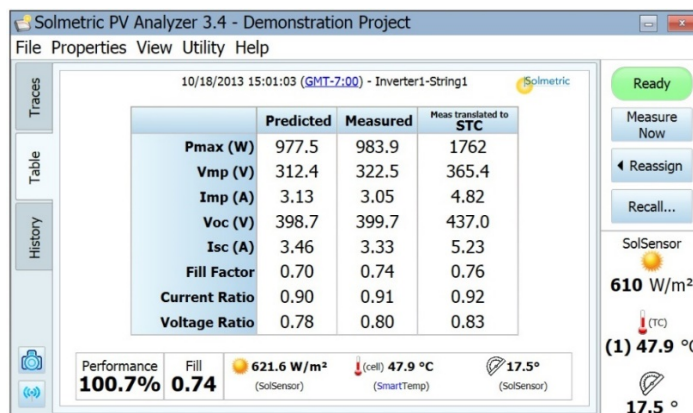 Solmetric PV Analyzer 3.4 - Demonstration Project
File Properties View Utility Help
Traces
Table
History
10/18/2013 15:01:03 (GMT-7:00) - Inverter1-String1
Solmetric
Predicted Measured Meas translated to STC
Pmax (W) 977.5 983.9 1762
Vmp (V) 312.4 322.5 365.4
Imp (A) 3.13 3.05 4.82
Voc (V) 398.7 399.7 437.0
Isc (A) 3.46 3.33 5.23
Fill Factor 0.70 0.74 0.76
Current Ratio 0.90 0.91 0.92
Voltage Ratio 0.78 0.80 0.83
Performance Fill
100.7% 0.74
621.6 W/m² (cell) 47.9 °C 17.5°
(SolSensor) (SmartTemp) (SolSensor)
Ready
Measure
Now
Reassign
Recall...
SolSensor
610 W/m²
(TC)
(1) 47.9 °C
17.5 °